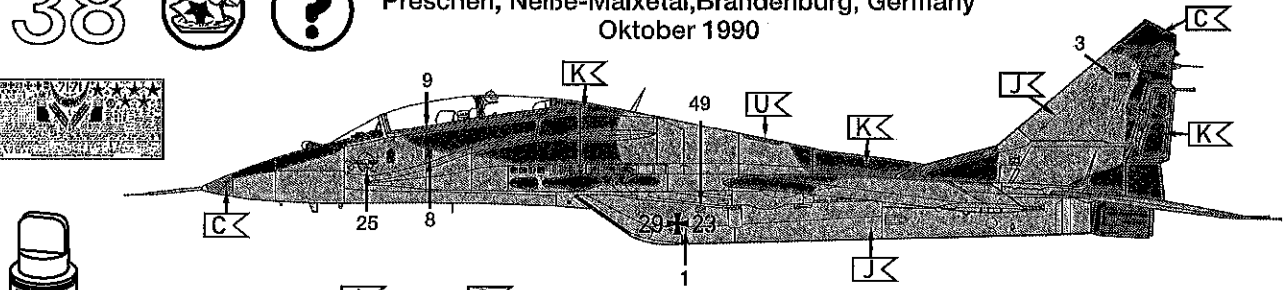 38
?
Preschen, Neiße-Malxetal,Brandenburg, Germany
Oktober 1990
C
3
K
9
J
49
U
K
K
C
25
8
29 23
1
J